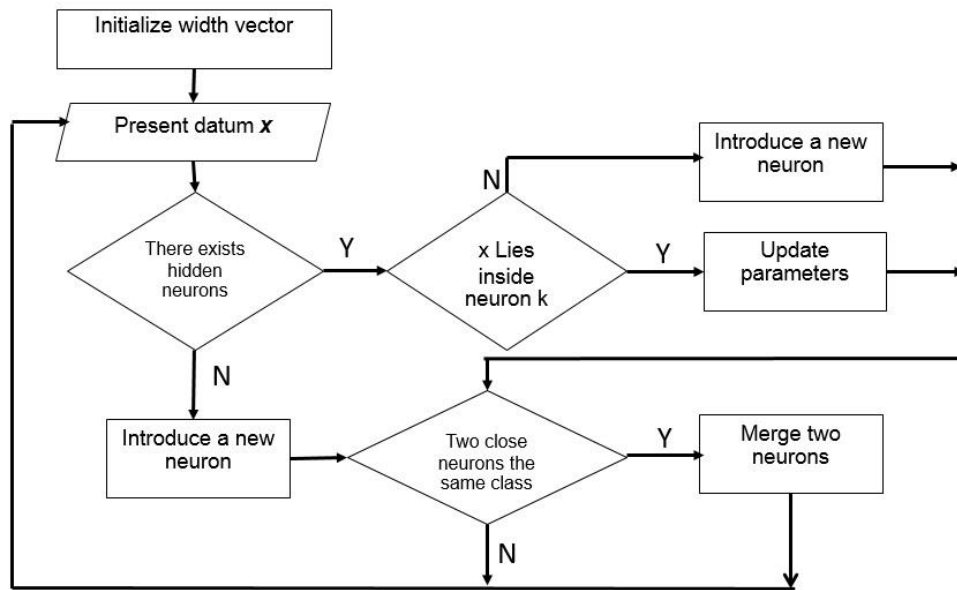 Initialize width vector
Present datum x
There exists
hidden
neurons
Y
N
x Lies
inside
neuron k
N
Introduce a new
neuron
Y
Update
parameters
Introduce a new
neuron
Two close
neurons the
same class
Y
Merge two
neurons
N